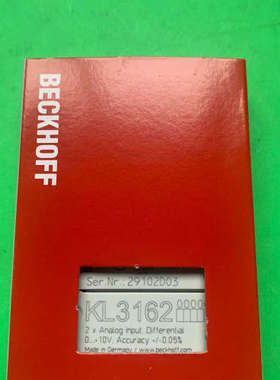 BECKHOFF
Ser.Nr.: 29102D03
KL3162
2 x Analog input, Differential
0...10V, Accuracy +/-0.05%
Made in Germany / www.beckhoff.com